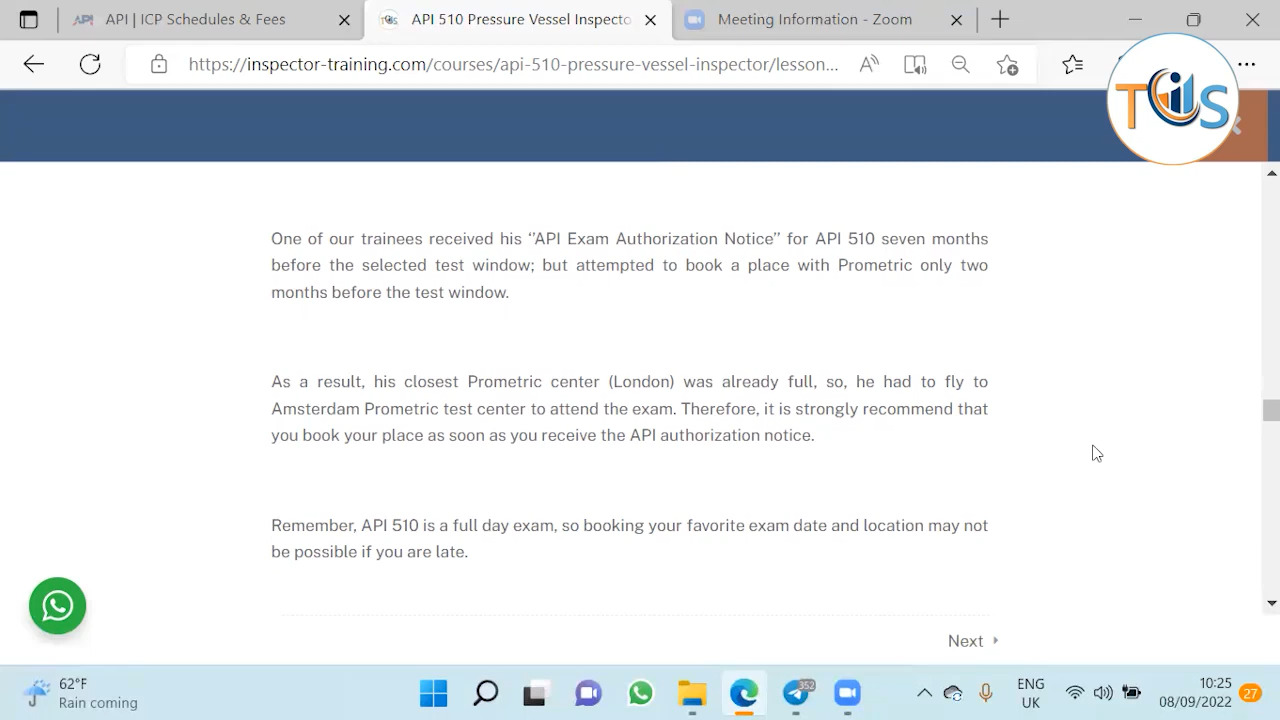 API | ICP Schedules & Fees
API 510 Pressure Vessel Inspecto
Meeting Information - Zoom
https://inspector-training.com/courses/api-510-pressure-vessel-inspector/lesson...
TIS
One of our trainees received his ‘’API Exam Authorization Notice’’ for API 510 seven months
before the selected test window; but attempted to book a place with Prometric only two
months before the test window.
As a result, his closest Prometric center (London) was already full, so, he had to fly to
Amsterdam Prometric test center to attend the exam. Therefore, it is strongly recommend that
you book your place as soon as you receive the API authorization notice.
Remember, API 510 is a full day exam, so booking your favorite exam date and location may not
be possible if you are late.
Next
62°F
Rain coming
352
ENG
UK
10:25
08/09/2022
27